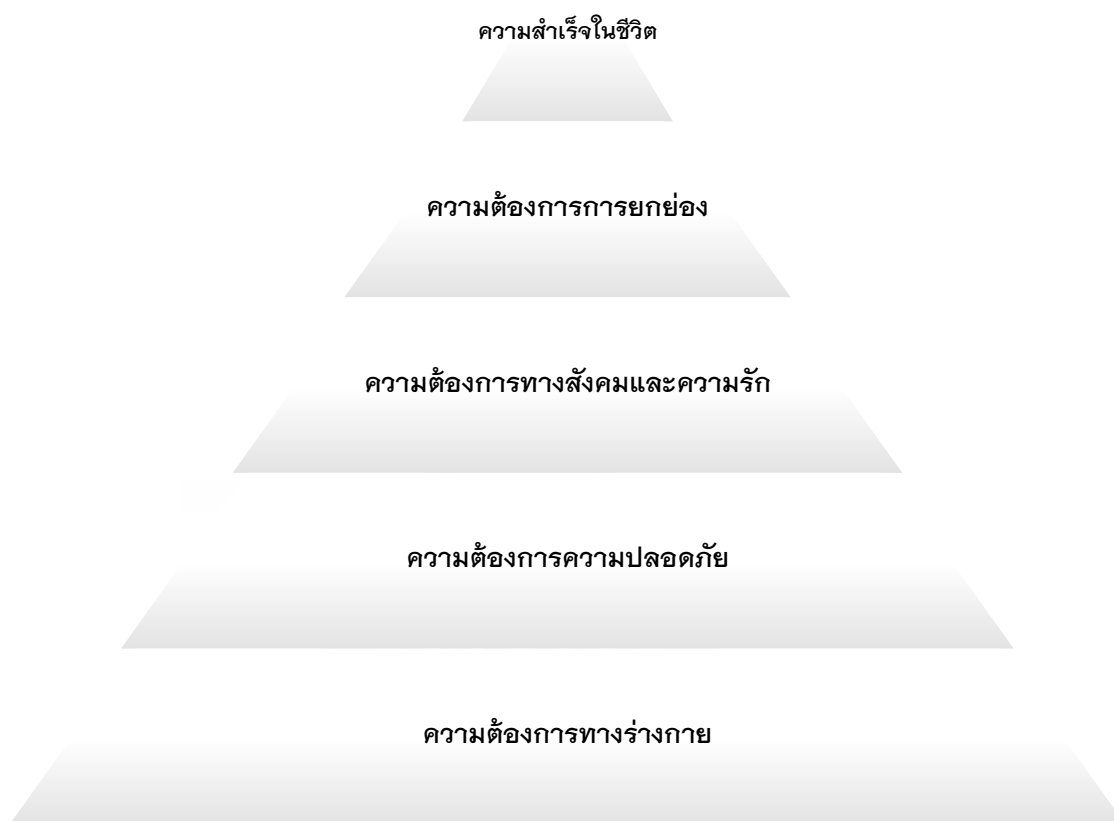 ความสำเร็จในชีวิต
ความต้องการการยกย่อง
ความต้องการทางสังคมและความรัก
ความต้องการความปลอดภัย
ความต้องการทางร่างกาย